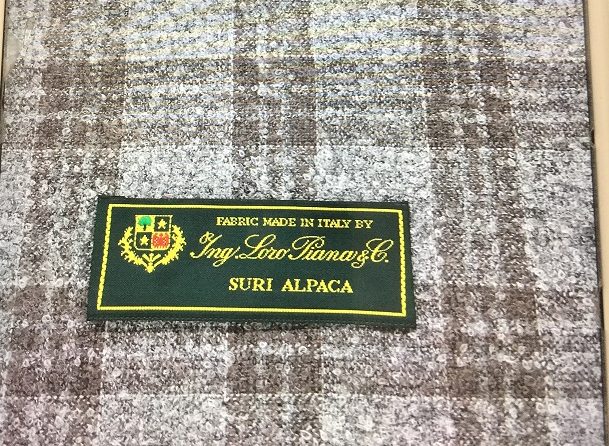 FABRIC MADE IN ITALY BY
Ing. Loro Piana & C.
SURI ALPACA